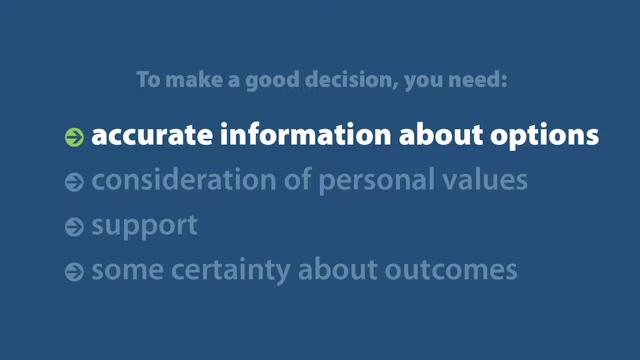 To make a good decision, you need:
accurate information about options
consideration of personal values
support
some certainty about outcomes